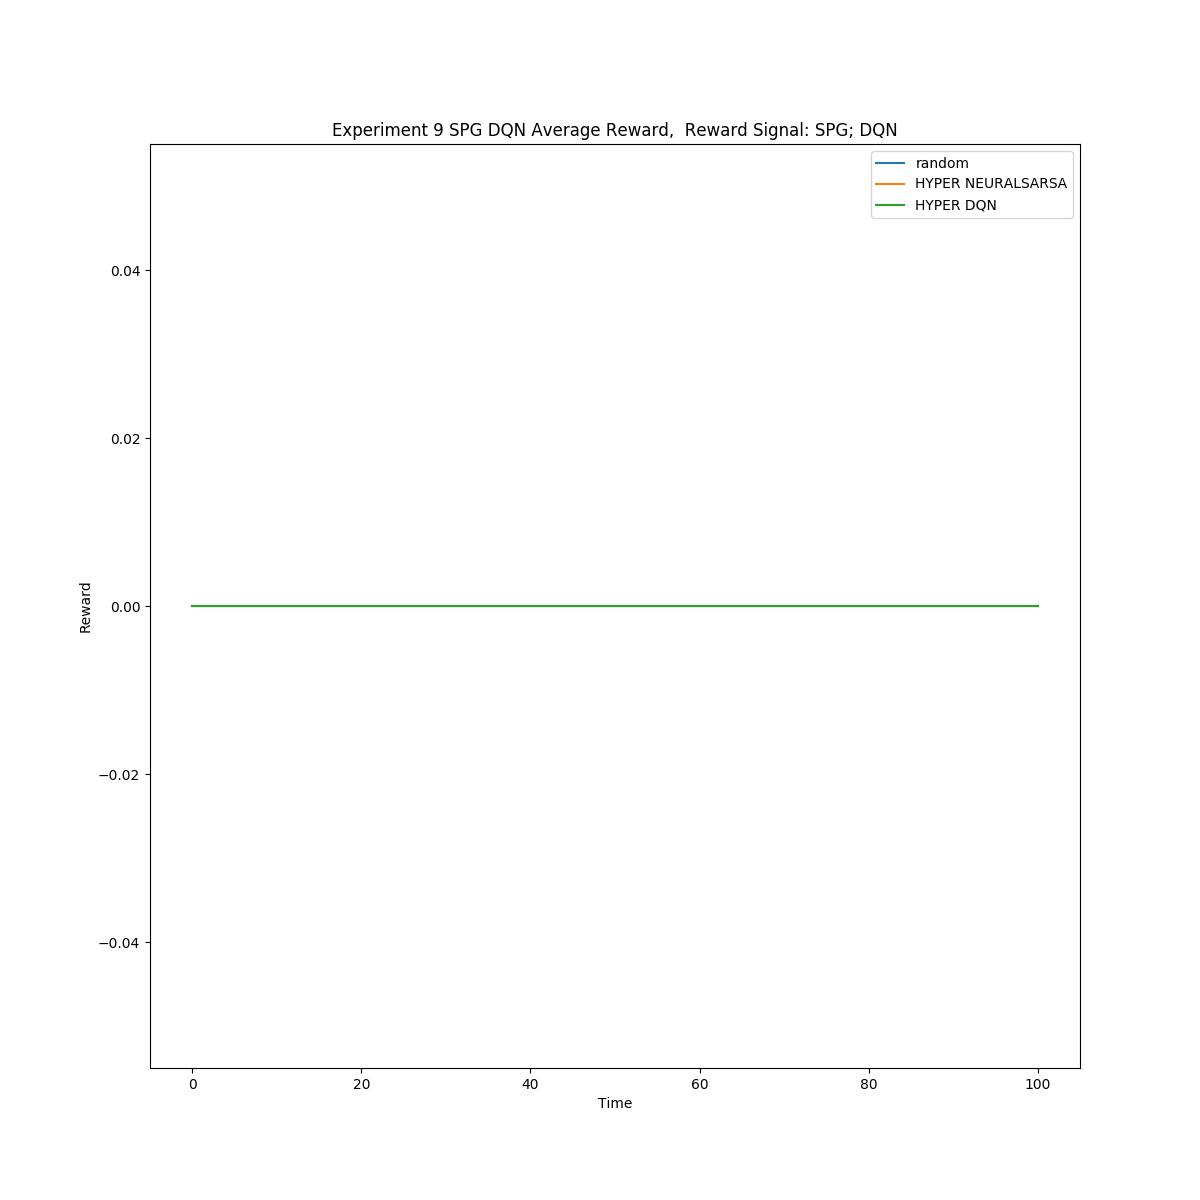 Experiment 9 SPG DQN Average Reward,  Reward Signal: SPG; DQN
random
HYPER NEURALSARSA
HYPER DQN
0.04
0.02
0.00
−0.02
−0.04
Reward
0 20 40 60 80 100
Time